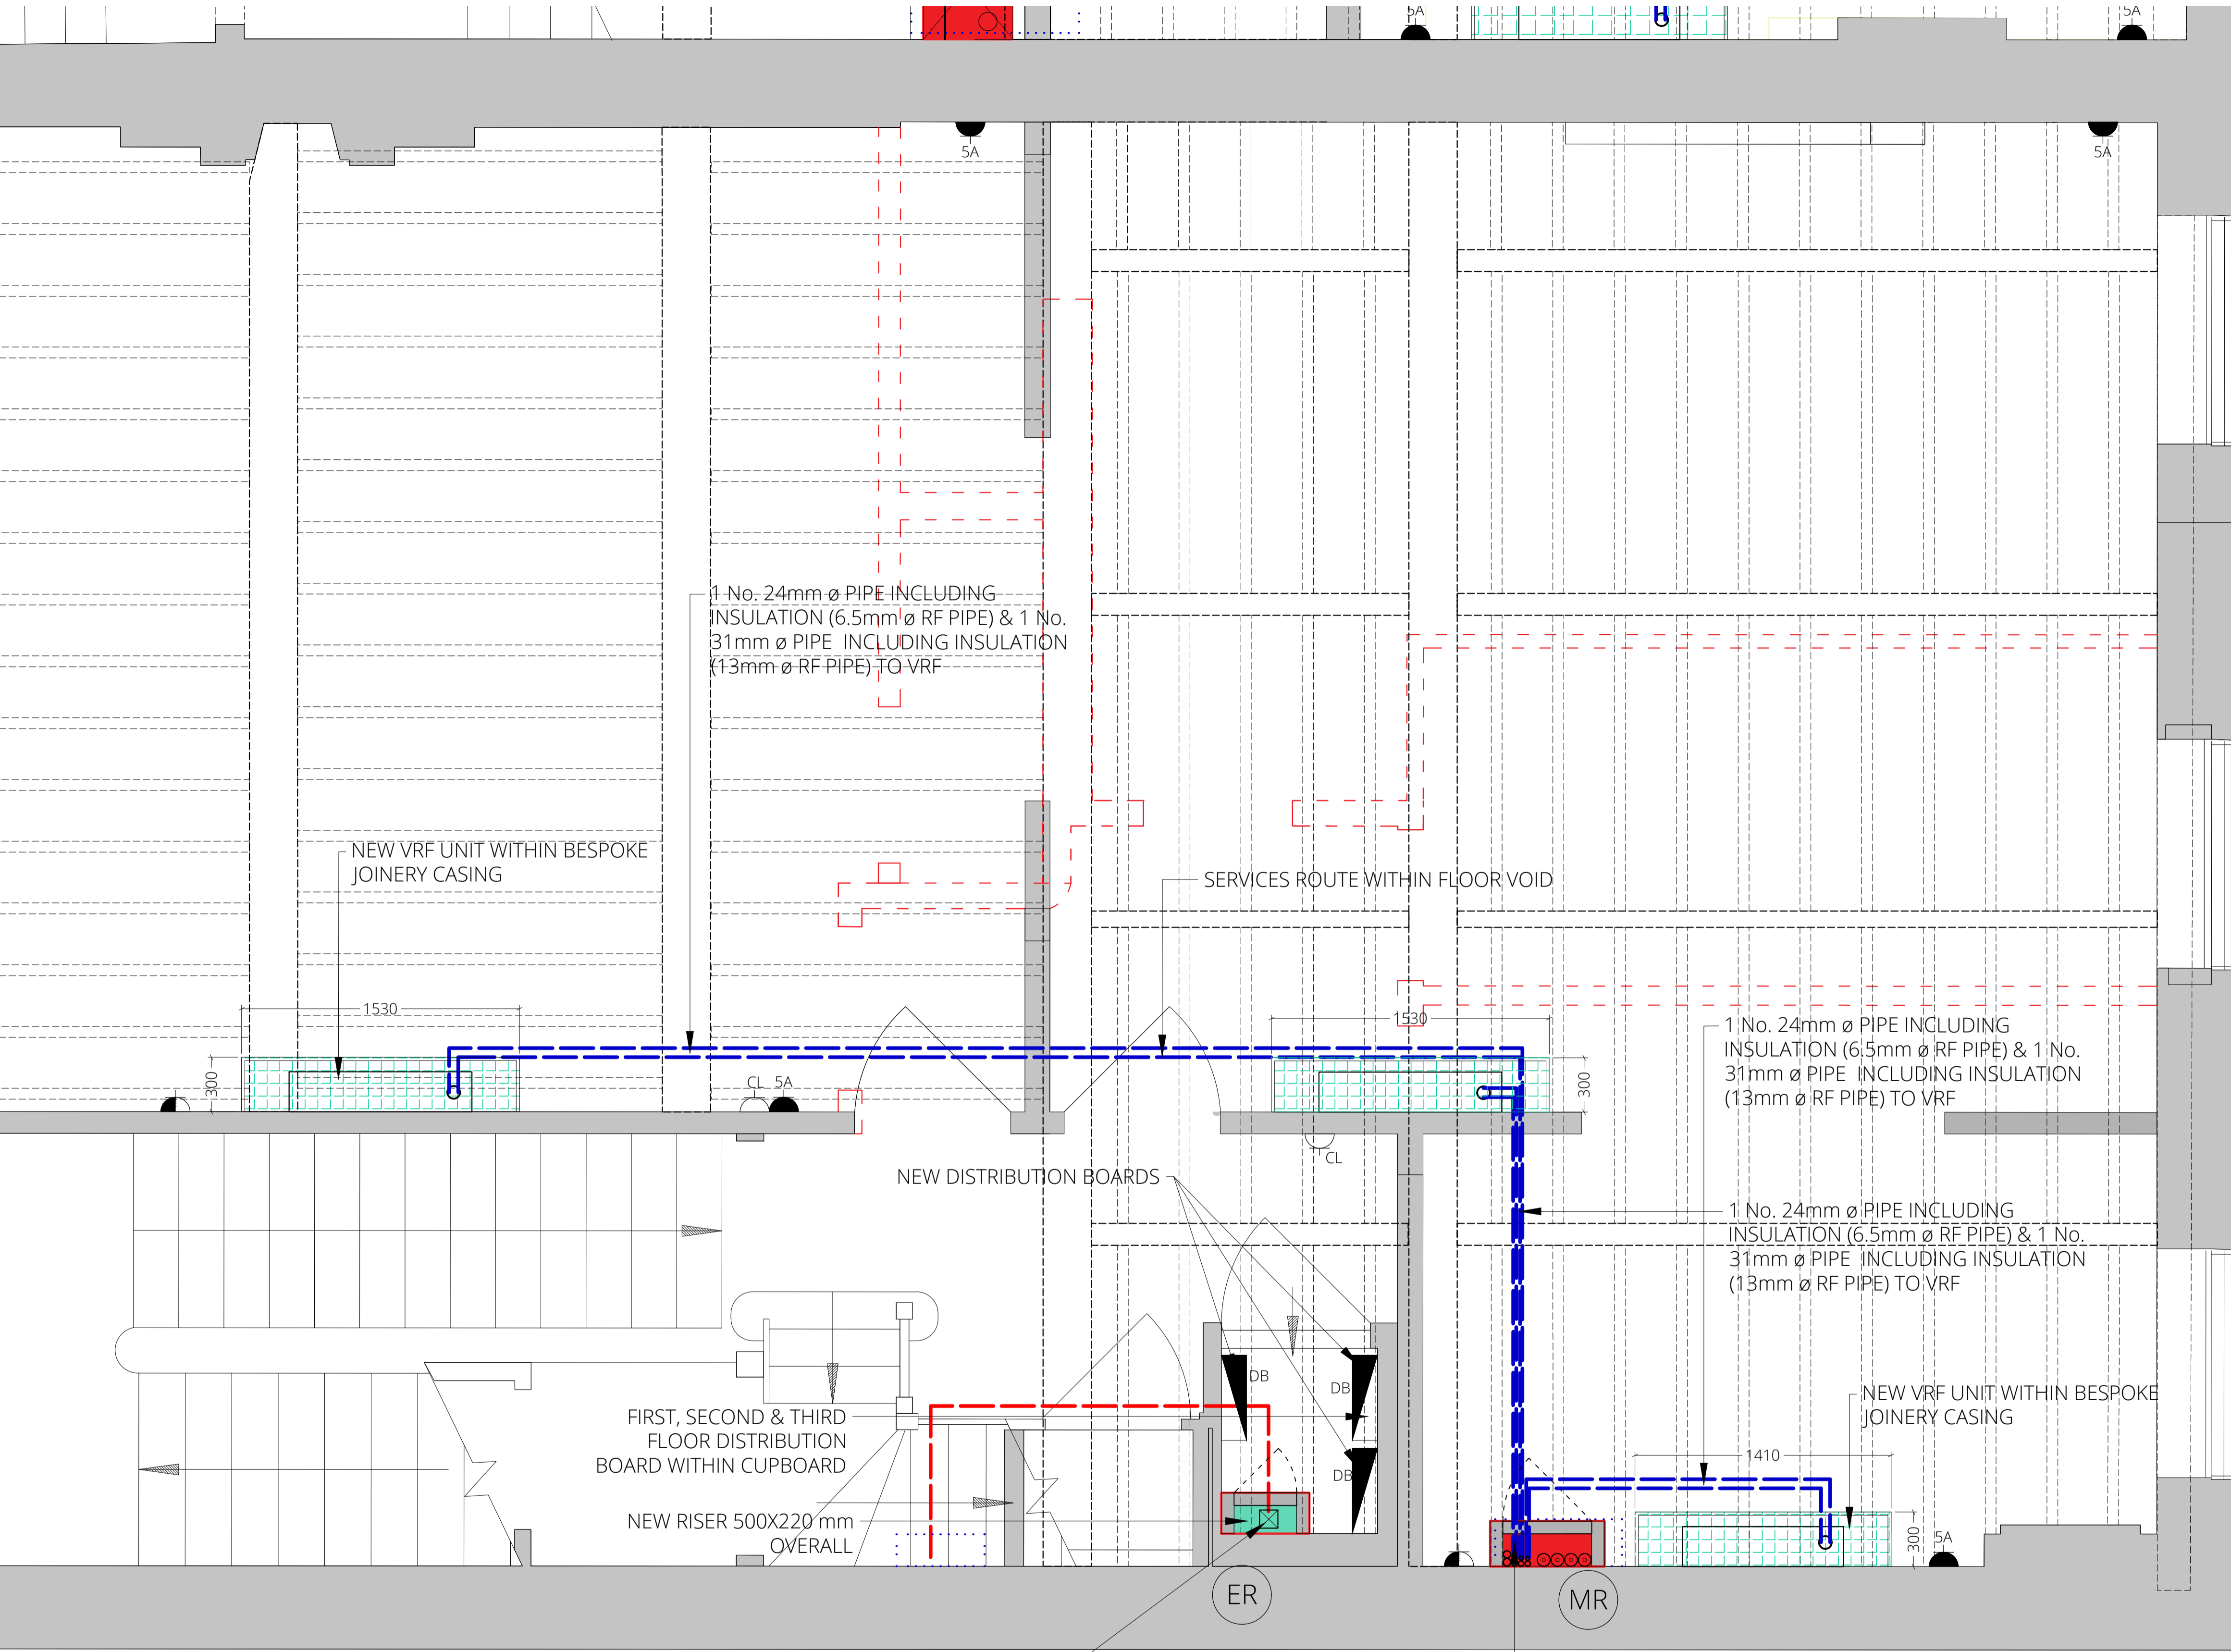 5A
5A
5A
5A
1 No. 24mm ø PIPE INCLUDING
INSULATION (6.5mm ø RF PIPE) & 1 No.
31mm ø PIPE INCLUDING INSULATION
(13mm ø RF PIPE) TO VRF
NEW VRF UNIT WITHIN BESPOKE
JOINERY CASING
SERVICES ROUTE WITHIN FLOOR VOID
1530
1530
300
300
CL 5A
1 No. 24mm ø PIPE INCLUDING
INSULATION (6.5mm ø RF PIPE) & 1 No.
31mm ø PIPE INCLUDING INSULATION
(13mm ø RF PIPE) TO VRF
CL
NEW DISTRIBUTION BOARDS
1 No. 24mm ø PIPE INCLUDING
INSULATION (6.5mm ø RF PIPE) & 1 No.
31mm ø PIPE INCLUDING INSULATION
(13mm ø RF PIPE) TO VRF
DB
DB
DB
FIRST, SECOND & THIRD
FLOOR DISTRIBUTION
BOARD WITHIN CUPBOARD
NEW VRF UNIT WITHIN BESPOKE
JOINERY CASING
1410
300
5A
NEW RISER 500X220 mm
OVERALL
ER
MR